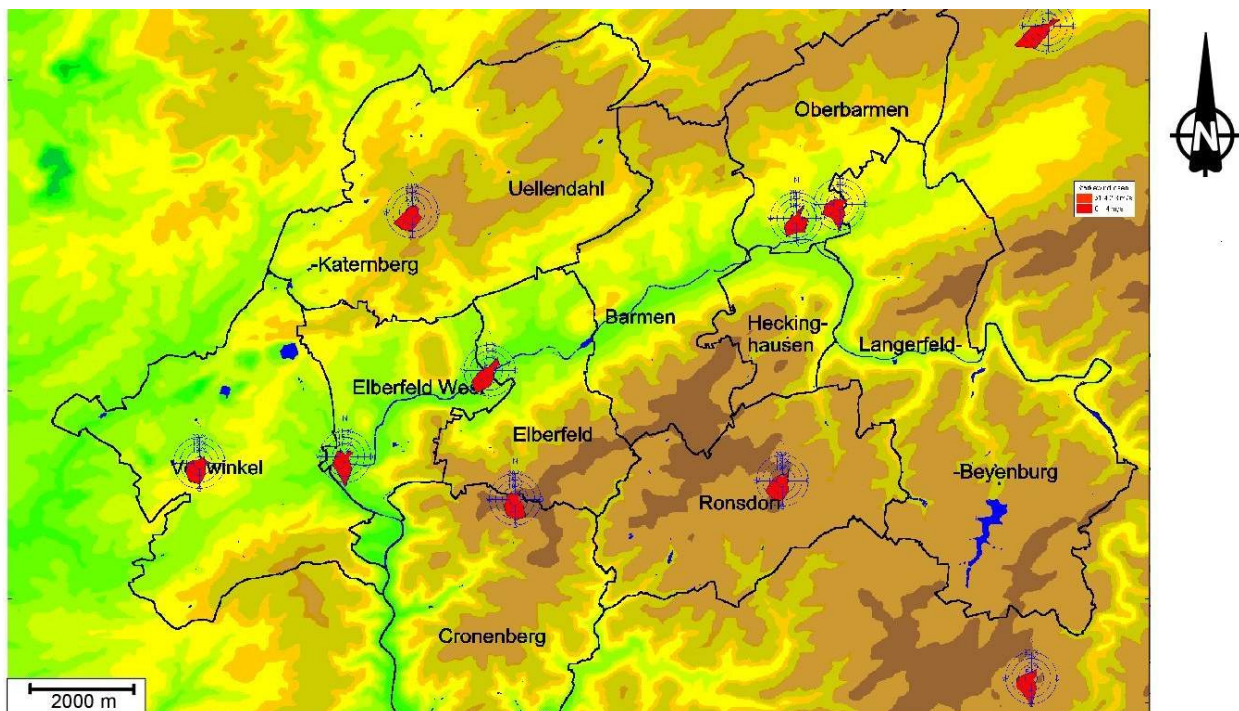 Oberbarmen
Uellendahl
-Katernberg
Barmen
Hecking-
hausen
Langerfeld-
Elberfeld West
Elberfeld
-Beyenburg
Ronsdorf
Cronenberg
N
N
N
N
2000 m